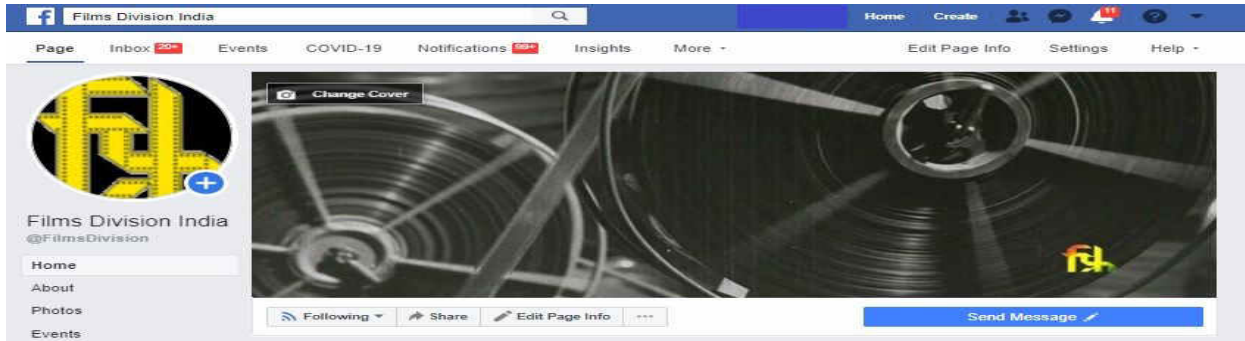 f Films Division India Home Create 11
Page Inbox 20+ Events COVID-19 Notifications 99+ Insights More Edit Page Info Settings Help
Change Cover
Films Division India
@FilmsDivision
Home
About
Photos
Events
Following Share Edit Page Info ... Send Message